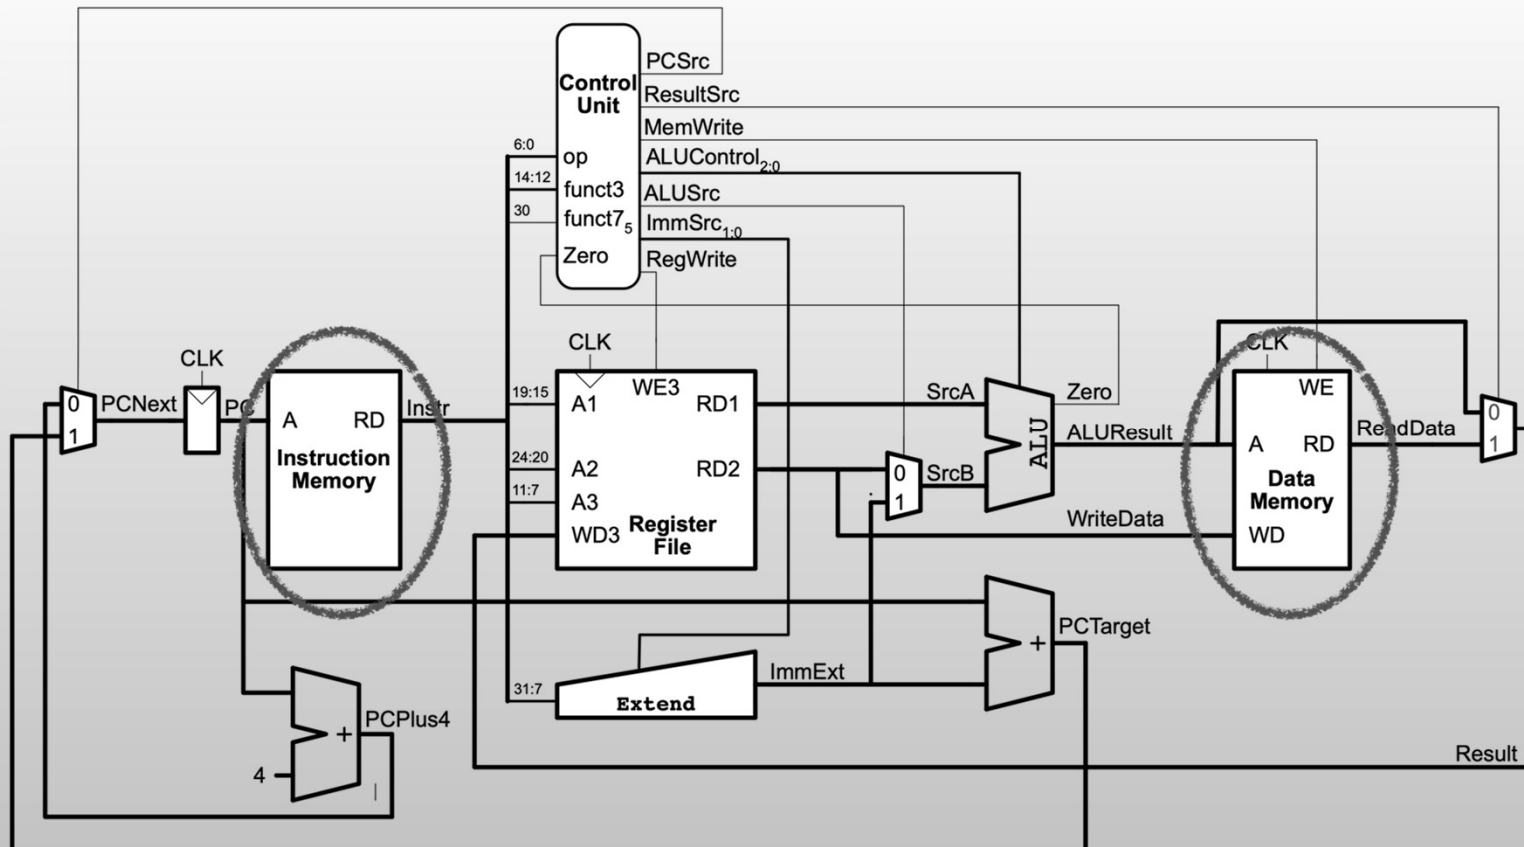 PCSrc
Control
Unit
ResultSrc
MemWrite
6:0
op
ALUControl2:0
14:12
funct3
ALUSrc
30
funct75
ImmSrc1:0
Zero
RegWrite
CLK
CLK
CLK
WE3
WE
0
1
PCNext
PC
A
RD
Instr
Instruction
Memory
19:15
A1
RD1
SrcA
Zero
ALU
ALUResult
A
RD
ReadData
0
1
24:20
A2
RD2
0
1
SrcB
Data
Memory
11:7
A3
WD3
Register
File
WriteData
WD
PCTarget
+
31:7
Extend
ImmExt
PCPlus4
+
4
Result